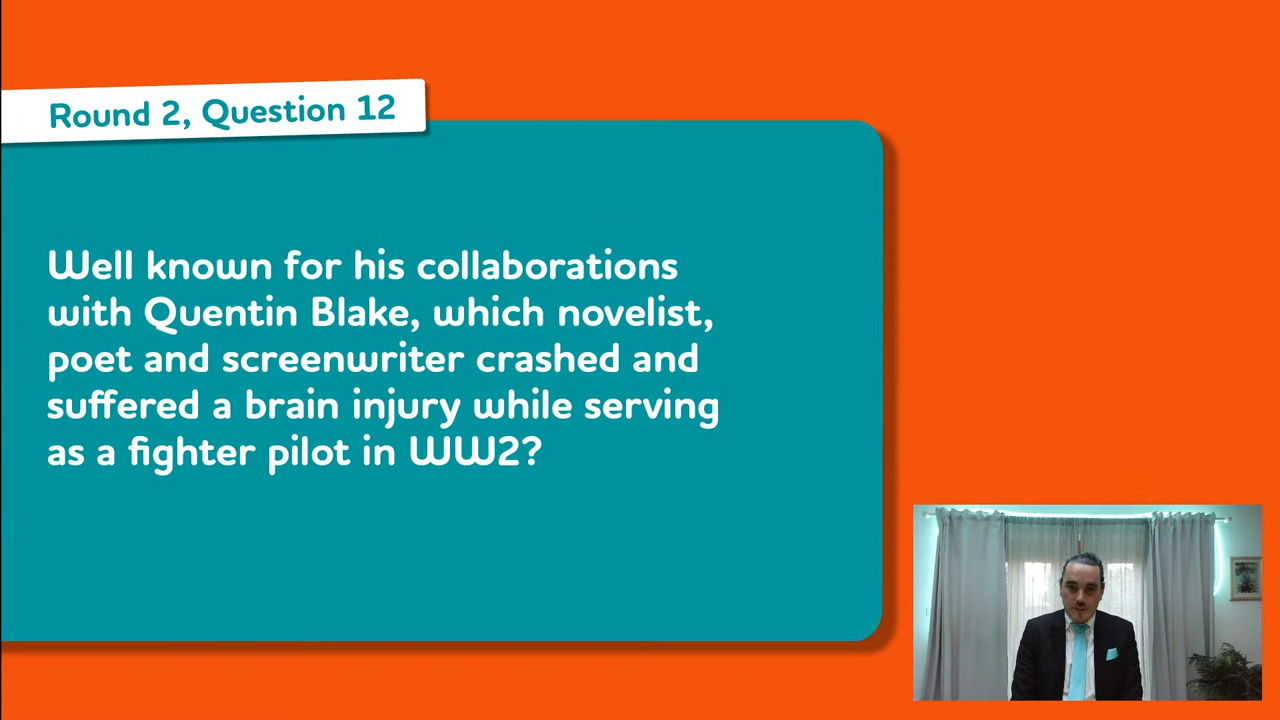 Round 2, Question 12
Well known for his collaborations
with Quentin Blake, which novelist,
poet and screenwriter crashed and
suffered a brain injury while serving
as a fighter pilot in WW2?